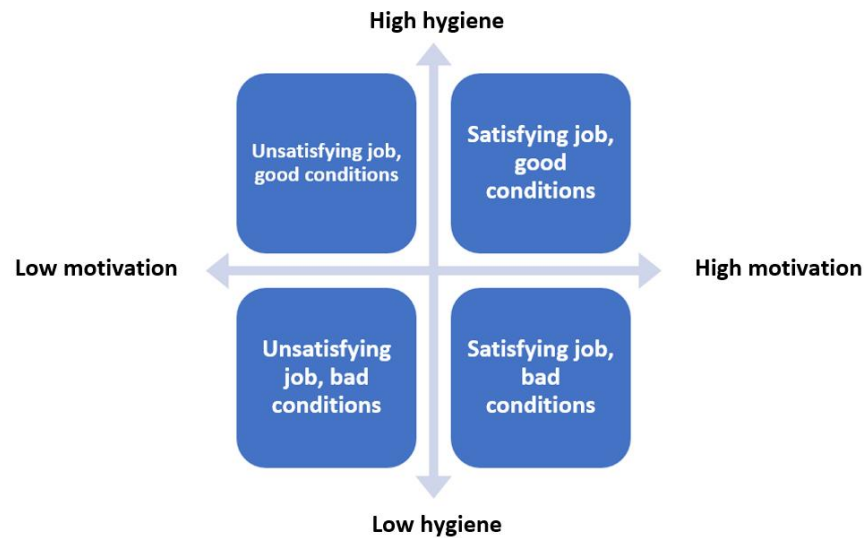 High hygiene
Unsatisfying job,
good conditions
Satisfying job,
good
conditions
Low motivation
High motivation
Unsatisfying
job, bad
conditions
Satisfying job,
bad
conditions
Low hygiene